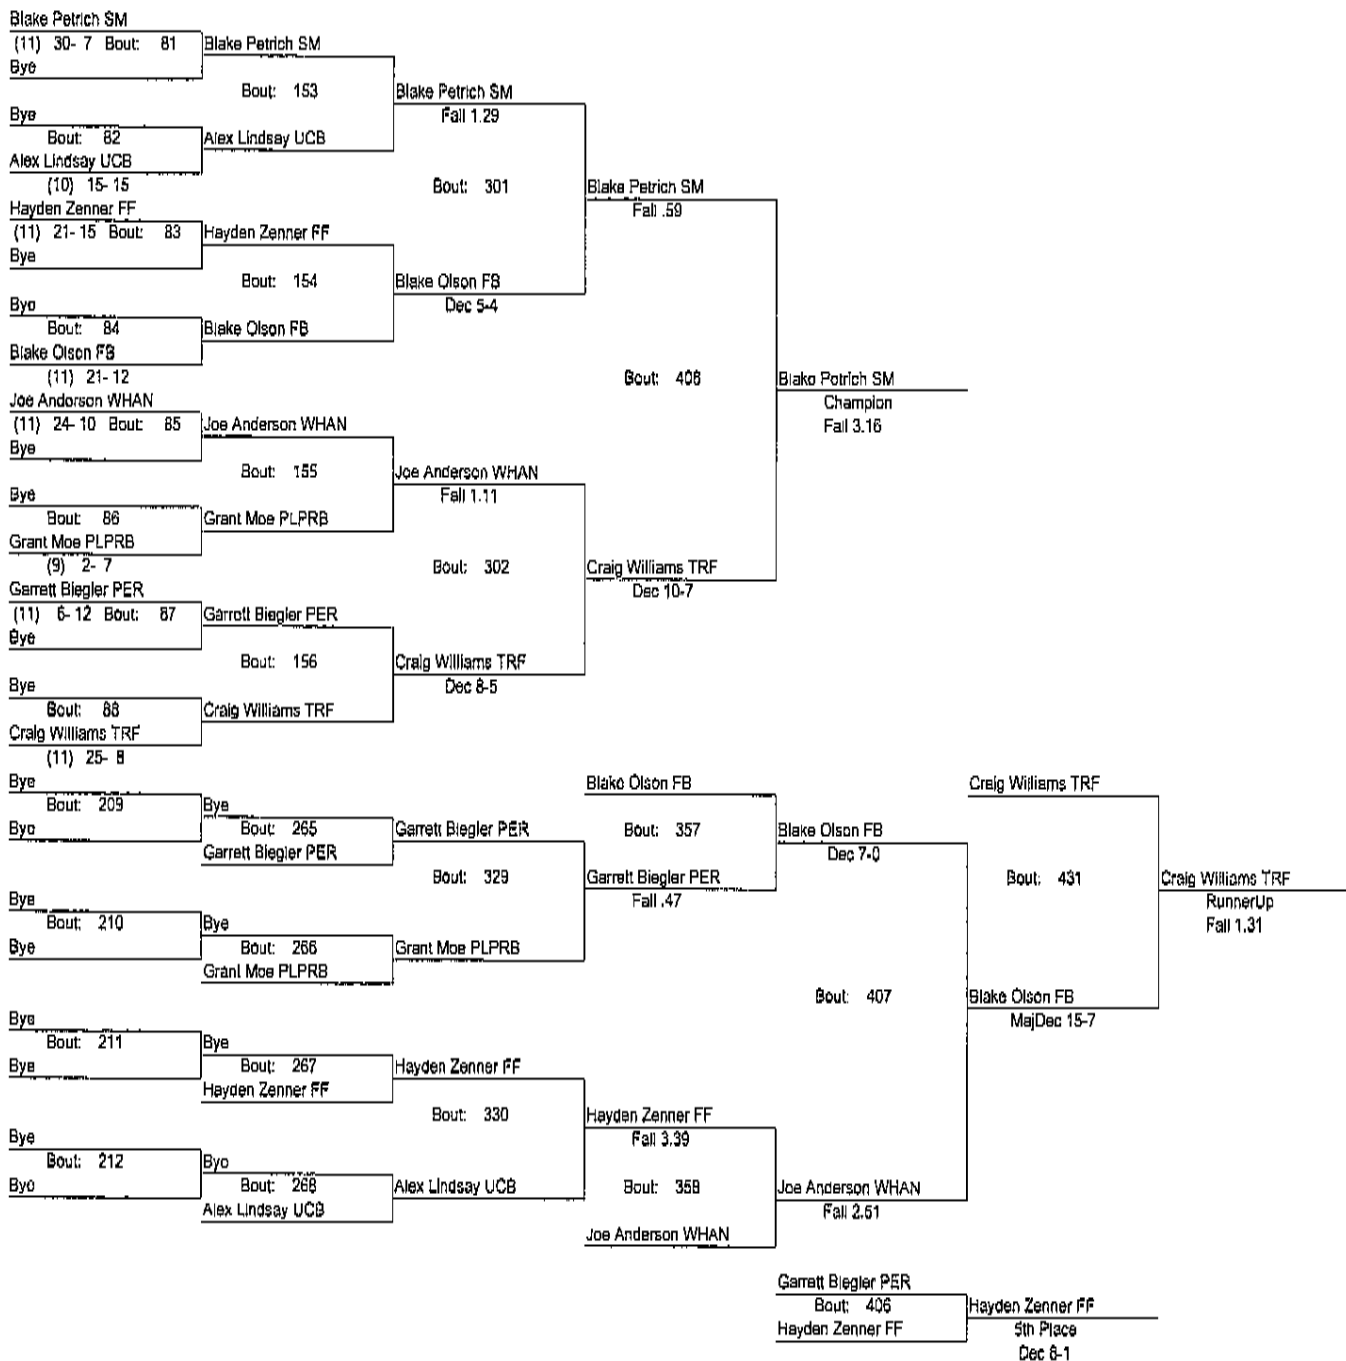 Blake Petrich SM
(11) 30- 7 Bout: 81
Bye
Blake Petrich SM
Bout: 153
Bye
Bout: 82
Alex Lindsay UCB
(10) 15- 15
Alex Lindsay UCB
Blake Petrich SM
Fall 1.29
Bout: 301
Hayden Zenner FF
(11) 21- 15 Bout: 83
Bye
Hayden Zenner FF
Bout: 154
Bye
Bout: 84
Blake Olson FB
(11) 21- 12
Blake Olson FB
Blake Olson FB
Dec 5-4
Blake Petrich SM
Fall .59
Bout: 408
Blake Petrich SM
Champion
Fall 3.16
Joe Anderson WHAN
(11) 24- 10 Bout: 85
Bye
Joe Anderson WHAN
Bout: 155
Bye
Bout: 86
Grant Moe PLPRB
(9) 2- 7
Grant Moe PLPRB
Joe Anderson WHAN
Fall 1.11
Bout: 302
Garrett Biegler PER
(11) 6- 12 Bout: 87
Bye
Garrett Biegler PER
Bout: 156
Bye
Bout: 88
Craig Williams TRF
(11) 25- 8
Craig Williams TRF
Craig Williams TRF
Dec 8-5
Craig Williams TRF
Dec 10-7
Bye
Bout: 209
Bye
Bye
Bout: 265
Garrett Biegler PER
Garrett Biegler PER
Bout: 329
Bye
Bout: 210
Bye
Bye
Bout: 266
Grant Moe PLPRB
Grant Moe PLPRB
Blake Olson FB
Bout: 357
Garrett Biegler PER
Fall .47
Blake Olson FB
Dec 7-0
Bout: 407
Craig Williams TRF
Bout: 431
Blake Olson FB
MajDec 15-7
Craig Williams TRF
RunnerUp
Fall 1.31
Bye
Bout: 211
Bye
Bye
Bout: 267
Hayden Zenner FF
Hayden Zenner FF
Bout: 330
Bye
Bout: 212
Bye
Bye
Bout: 268
Alex Lindsay UCB
Alex Lindsay UCB
Hayden Zenner FF
Fall 3.39
Bout: 358
Joe Anderson WHAN
Joe Anderson WHAN
Fall 2.51
Garrett Biegler PER
Bout: 406
Hayden Zenner FF
Hayden Zenner FF
5th Place
Dec 8-1